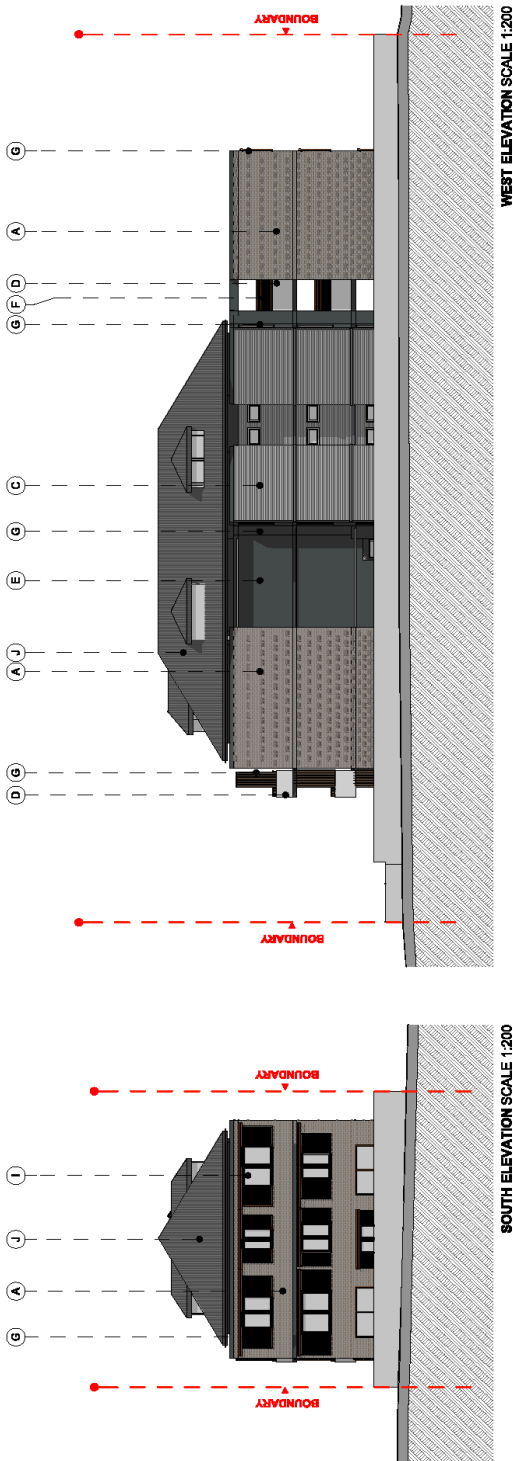 G
A
J
I
BOUNDARY
BOUNDARY
SOUTH ELEVATION SCALE 1:200
D
G
A
J
E
G
C
G
F
D
A
G
BOUNDARY
BOUNDARY
WEST ELEVATION SCALE 1:200